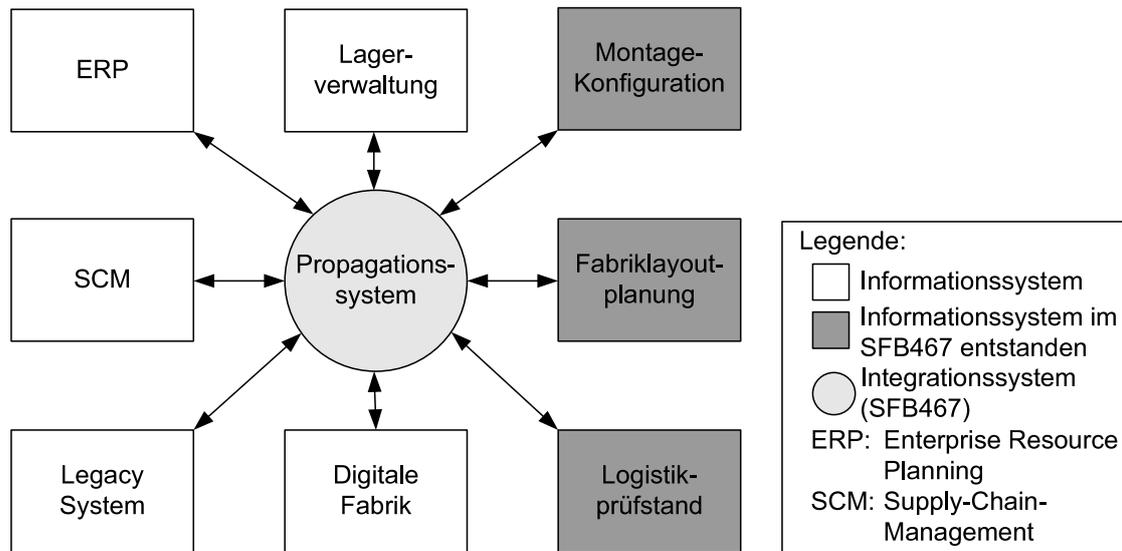 ERP
Lager-
verwaltung
Montage-
Konfiguration
SCM
Propagations-
system
Fabriklayout-
planung
Legacy
System
Digitale
Fabrik
Logistik-
prüfstand
Legende:
Informationssystem
Informationssystem im
SFB467 entstanden
Integrationssystem
(SFB467)
ERP: Enterprise Resource
Planning
SCM: Supply-Chain-
Management